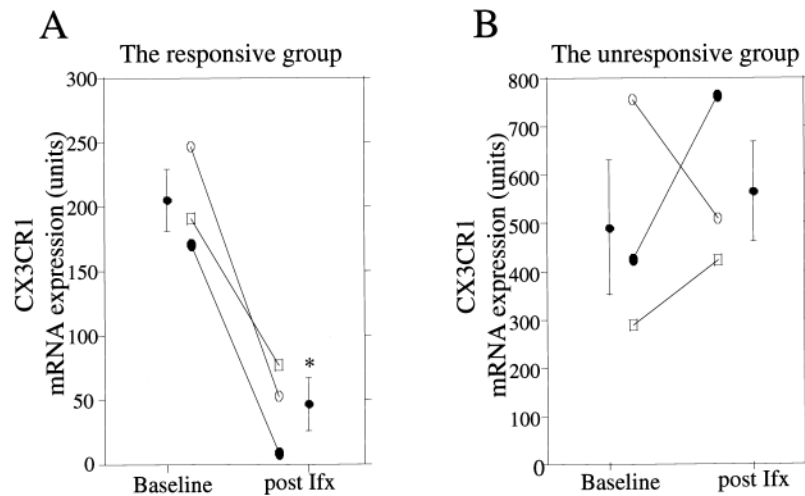 A
The responsive group
CX3CR1
mRNA expression (units)
300
250
200
150
100
50
0
*
Baseline
post Ifx
B
The unresponsive group
CX3CR1
mRNA expression (units)
800
700
600
500
400
300
200
100
0
Baseline
post Ifx